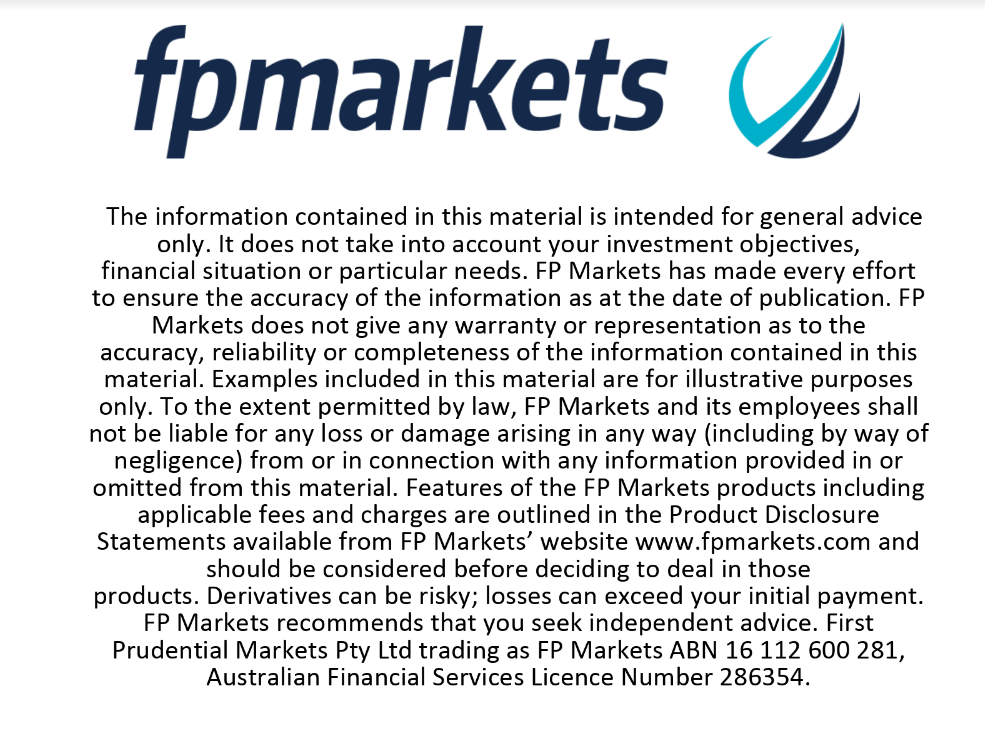 fpmarkets
The information contained in this material is intended for general advice
only. It does not take into account your investment objectives,
financial situation or particular needs. FP Markets has made every effort
to ensure the accuracy of the information as at the date of publication. FP
Markets does not give any warranty or representation as to the
accuracy, reliability or completeness of the information contained in this
material. Examples included in this material are for illustrative purposes
only. To the extent permitted by law, FP Markets and its employees shall
not be liable for any loss or damage arising in any way (including by way of
negligence) from or in connection with any information provided in or
omitted from this material. Features of the FP Markets products including
applicable fees and charges are outlined in the Product Disclosure
Statements available from FP Markets’ website www.fpmarkets.com and
should be considered before deciding to deal in those
products. Derivatives can be risky; losses can exceed your initial payment.
FP Markets recommends that you seek independent advice. First
Prudential Markets Pty Ltd trading as FP Markets ABN 16 112 600 281,
Australian Financial Services Licence Number 286354.